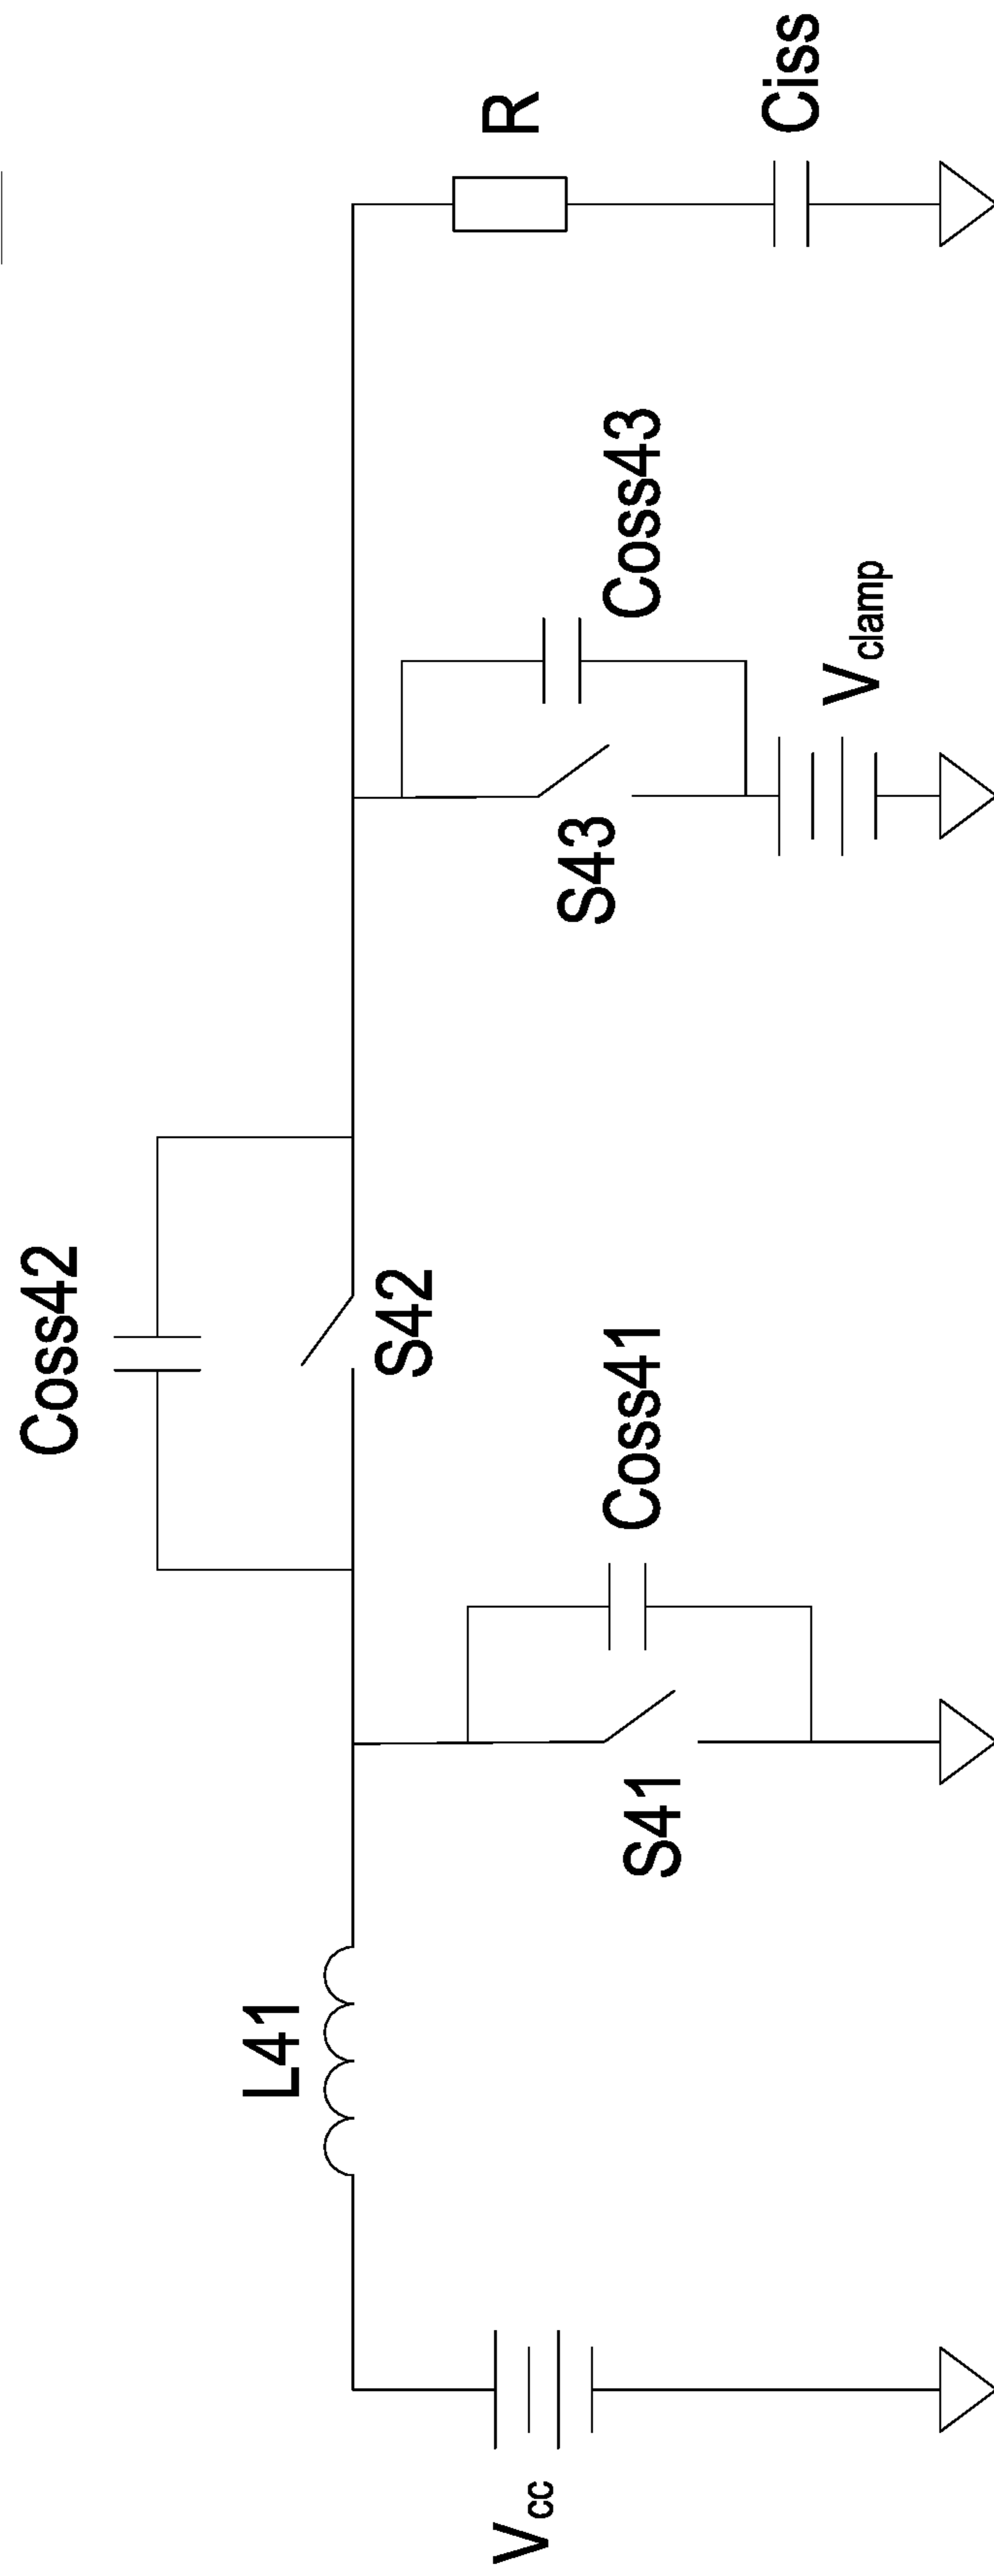 Vcc
L41
S41
Coss41
Coss42
S42
S43
Coss43
Vclamp
R
Ciss